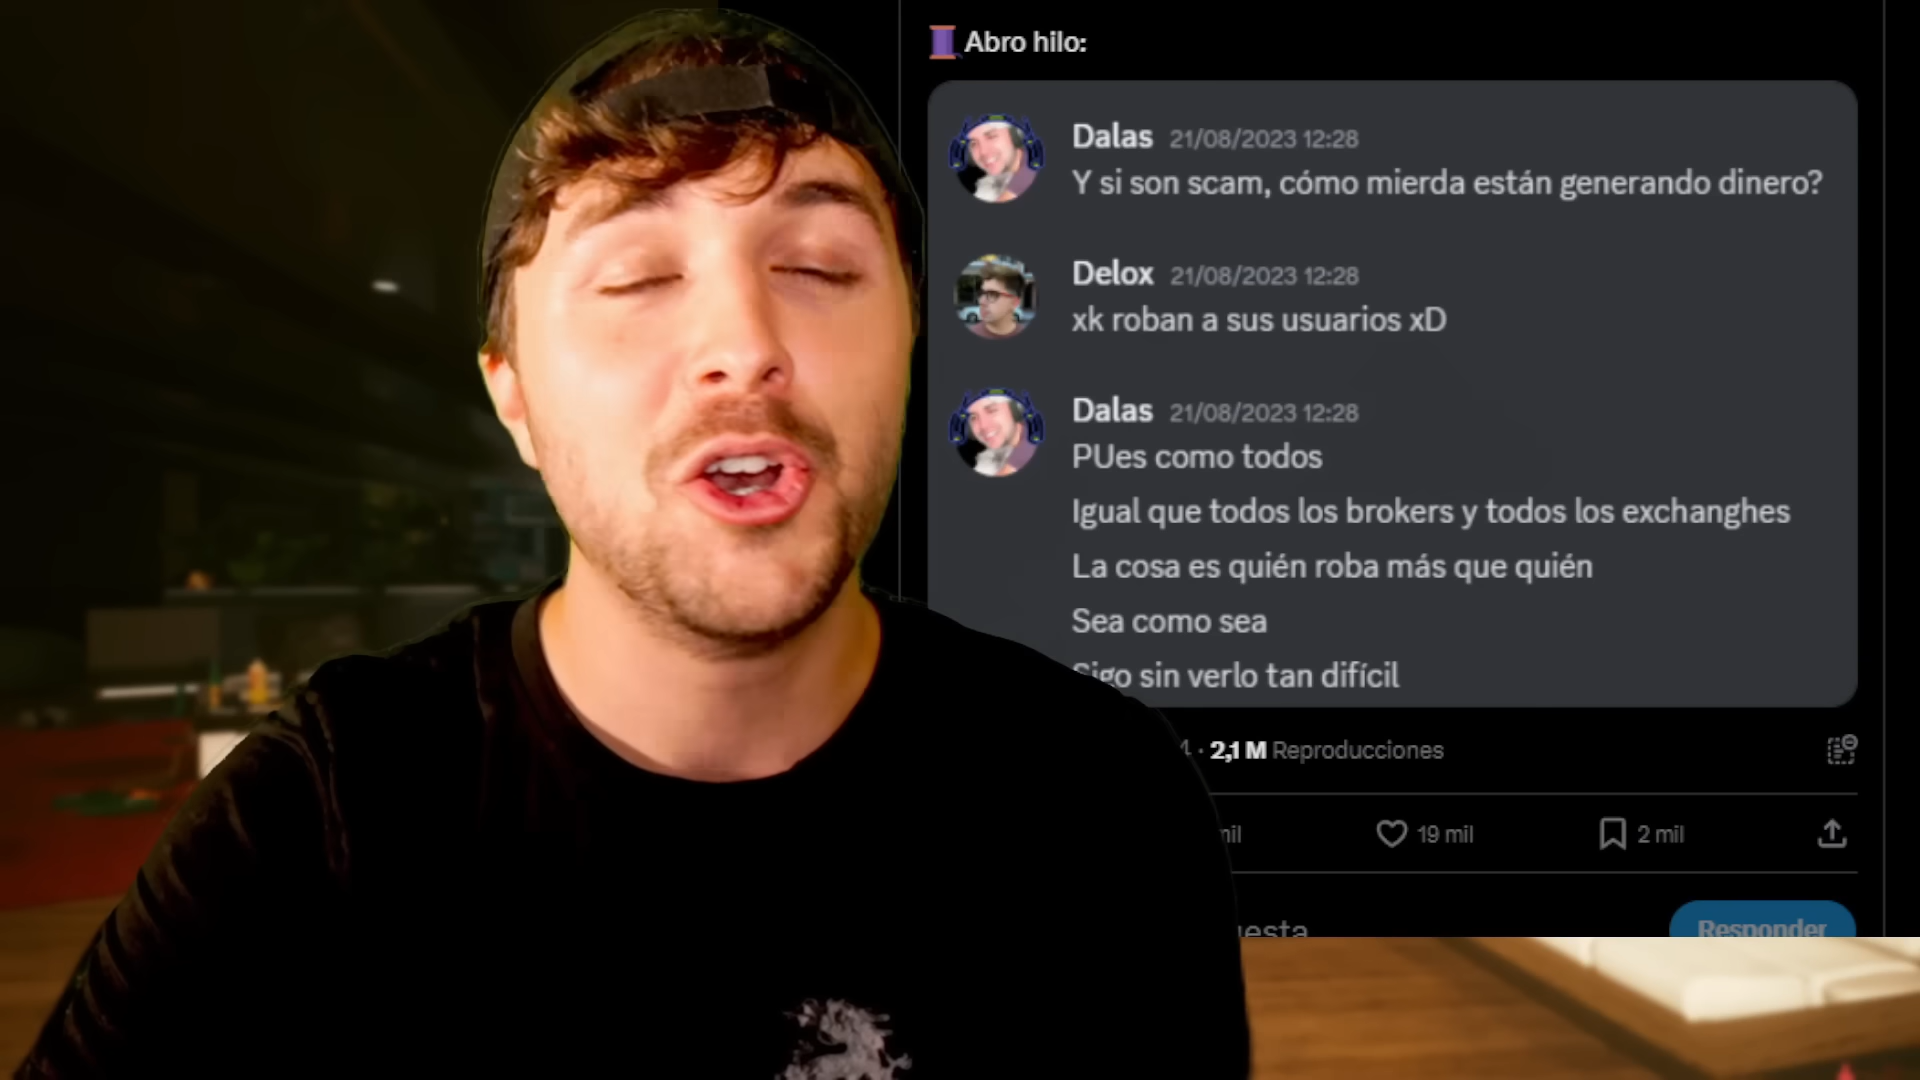 Abro hilo:
Dalas 21/08/2023 12:28
Y si son scam, cómo mierda están generando dinero?
Delox 21/08/2023 12:28
xk roban a sus usuarios xD
Dalas 21/08/2023 12:28
PUes como todos
Igual que todos los brokers y todos los exchanghes
La cosa es quién roba más que quién
Sea como sea
Sigo sin verlo tan difícil
4 · 2,1 M Reproducciones
mil 19 mil 2 mil
Responder